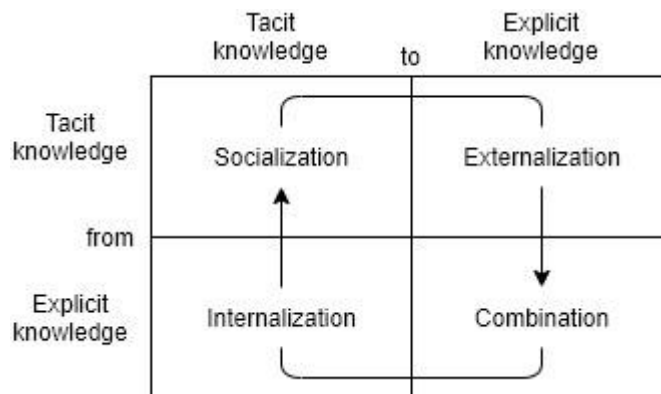 Tacit
knowledge
to
Explicit
knowledge
Tacit
knowledge
Socialization
Externalization
from
Explicit
knowledge
Internalization
Combination